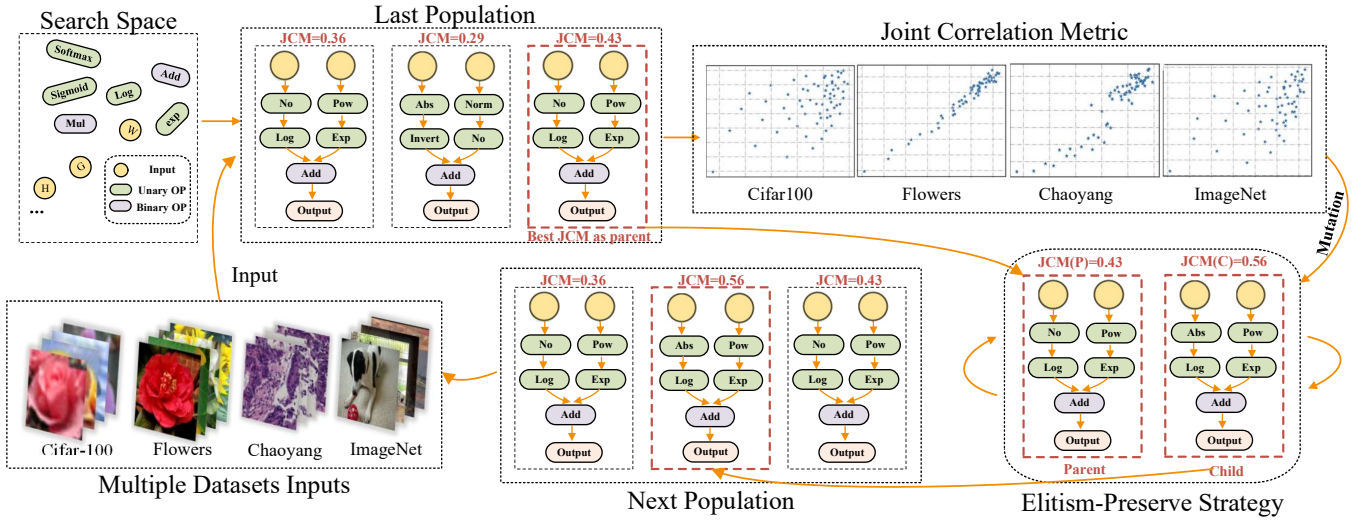 Search Space
Softmax
Add
Sigmoid
Log
exp
Mul
W
G
H
...
Input
Unary OP
Binary OP
Last Population
JCM=0.36
No
Pow
Log
Exp
Add
Output
JCM=0.29
Abs
Norm
Invert
No
Add
Output
JCM=0.43
No
Pow
Log
Exp
Add
Output
Best JCM as parent
Joint Correlation Metric
Cifar100
Flowers
Chaoyang
ImageNet
Mutation
Input
Cifar-100
Flowers
Chaoyang
ImageNet
Multiple Datasets Inputs
JCM=0.36
No
Pow
Log
Exp
Add
Output
JCM=0.56
Abs
Pow
Log
Exp
Add
Output
JCM=0.43
No
Pow
Log
Exp
Add
Output
Next Population
JCM(P)=0.43
No
Pow
Log
Exp
Add
Output
Parent
JCM(C)=0.56
Abs
Pow
Log
Exp
Add
Output
Child
Elitism-Preserve Strategy